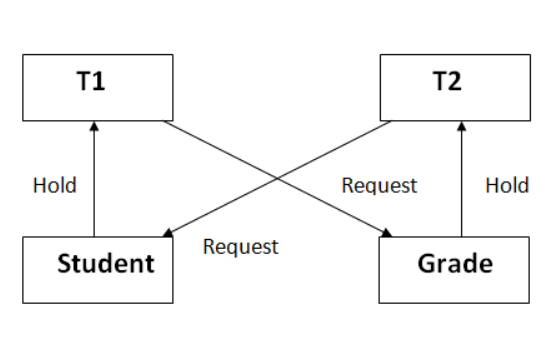 T1
T2
Hold
Request
Hold
Request
Student
Grade